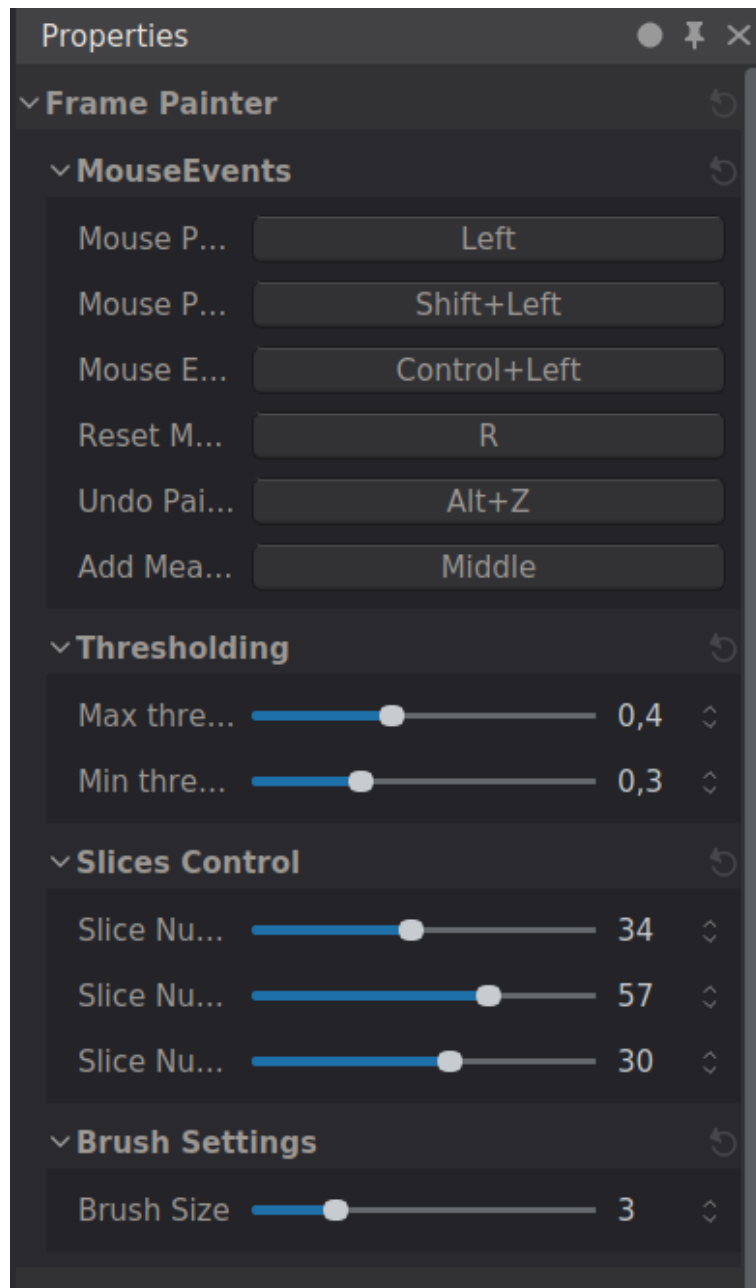 Properties
Frame Painter
MouseEvents
Mouse P... Left
Mouse P... Shift+Left
Mouse E... Control+Left
Reset M... R
Undo Pai... Alt+Z
Add Mea... Middle
Thresholding
Max thre... 0,4
Min thre... 0,3
Slices Control
Slice Nu... 34
Slice Nu... 57
Slice Nu... 30
Brush Settings
Brush Size 3